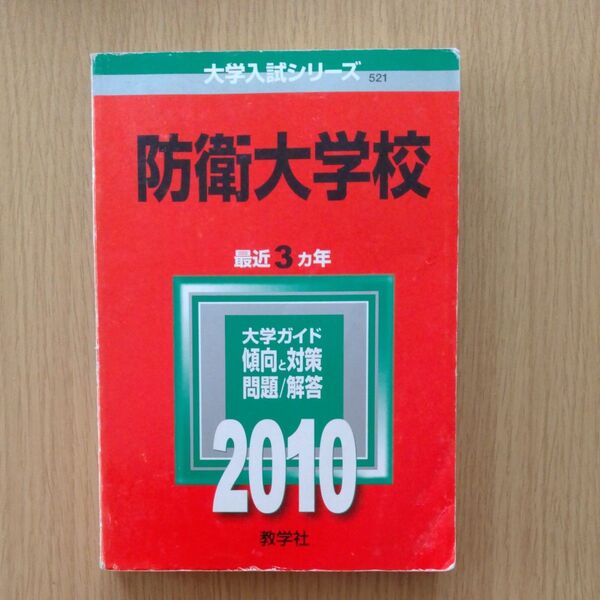 大学入試シリーズ 521
防衛大学校
最近3ヵ年
大学ガイド
傾向と対策
問題/解答
2010
教学社